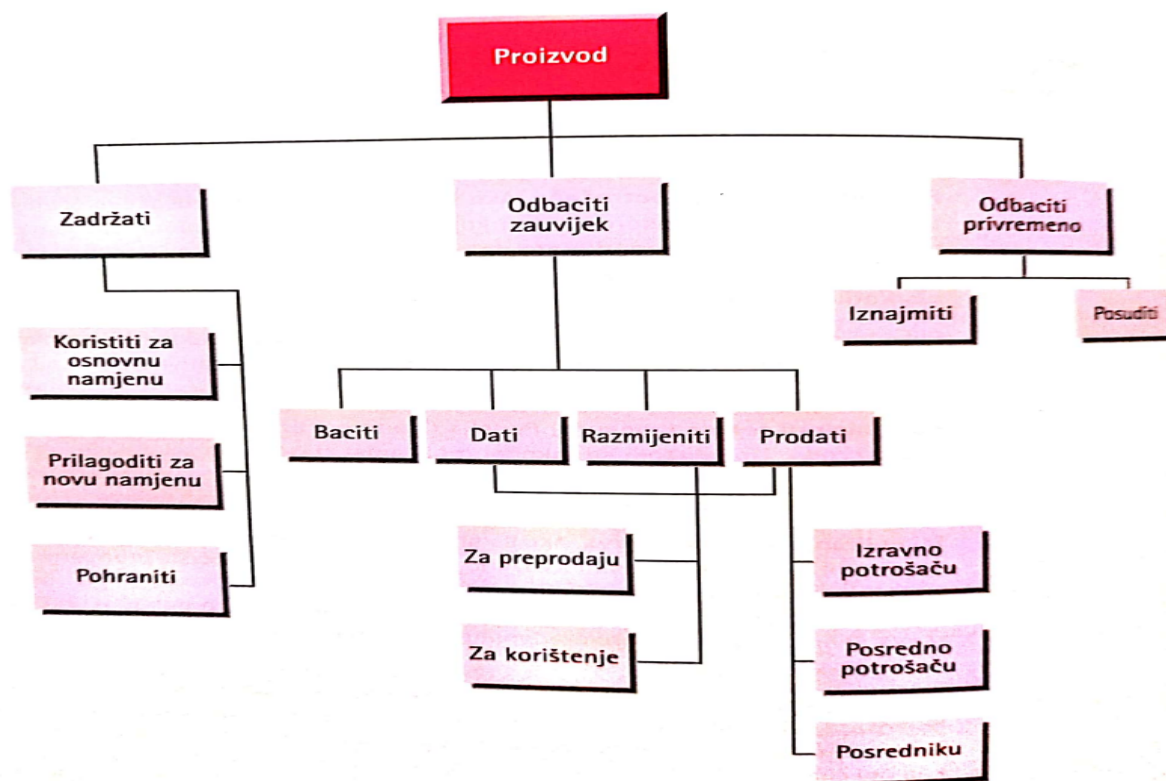 Proizvod
Zadržati
Odbaciti
zauvijek
Odbaciti
privremeno
Koristiti za
osnovnu
namjenu
Prilagoditi za
novu namjenu
Pohraniti
Baciti
Dati
Razmijeniti
Prodati
Za preprodaju
Za korištenje
Izravno
potrošaču
Posredno
potrošaču
Posredniku
Iznajmiti
Posuditi